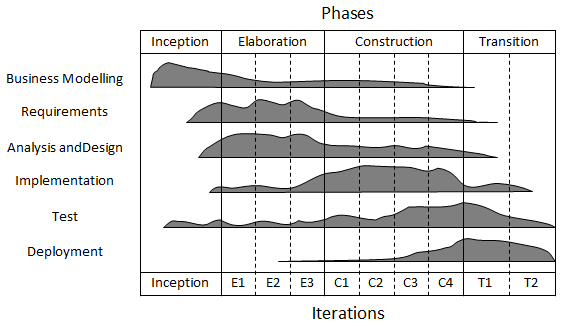 Phases
Inception Elaboration Construction Transition
Business Modelling
Requirements
Analysis andDesign
Implementation
Test
Deployment
Inception E1 E2 E3 C1 C2 C3 C4 T1 T2
Iterations